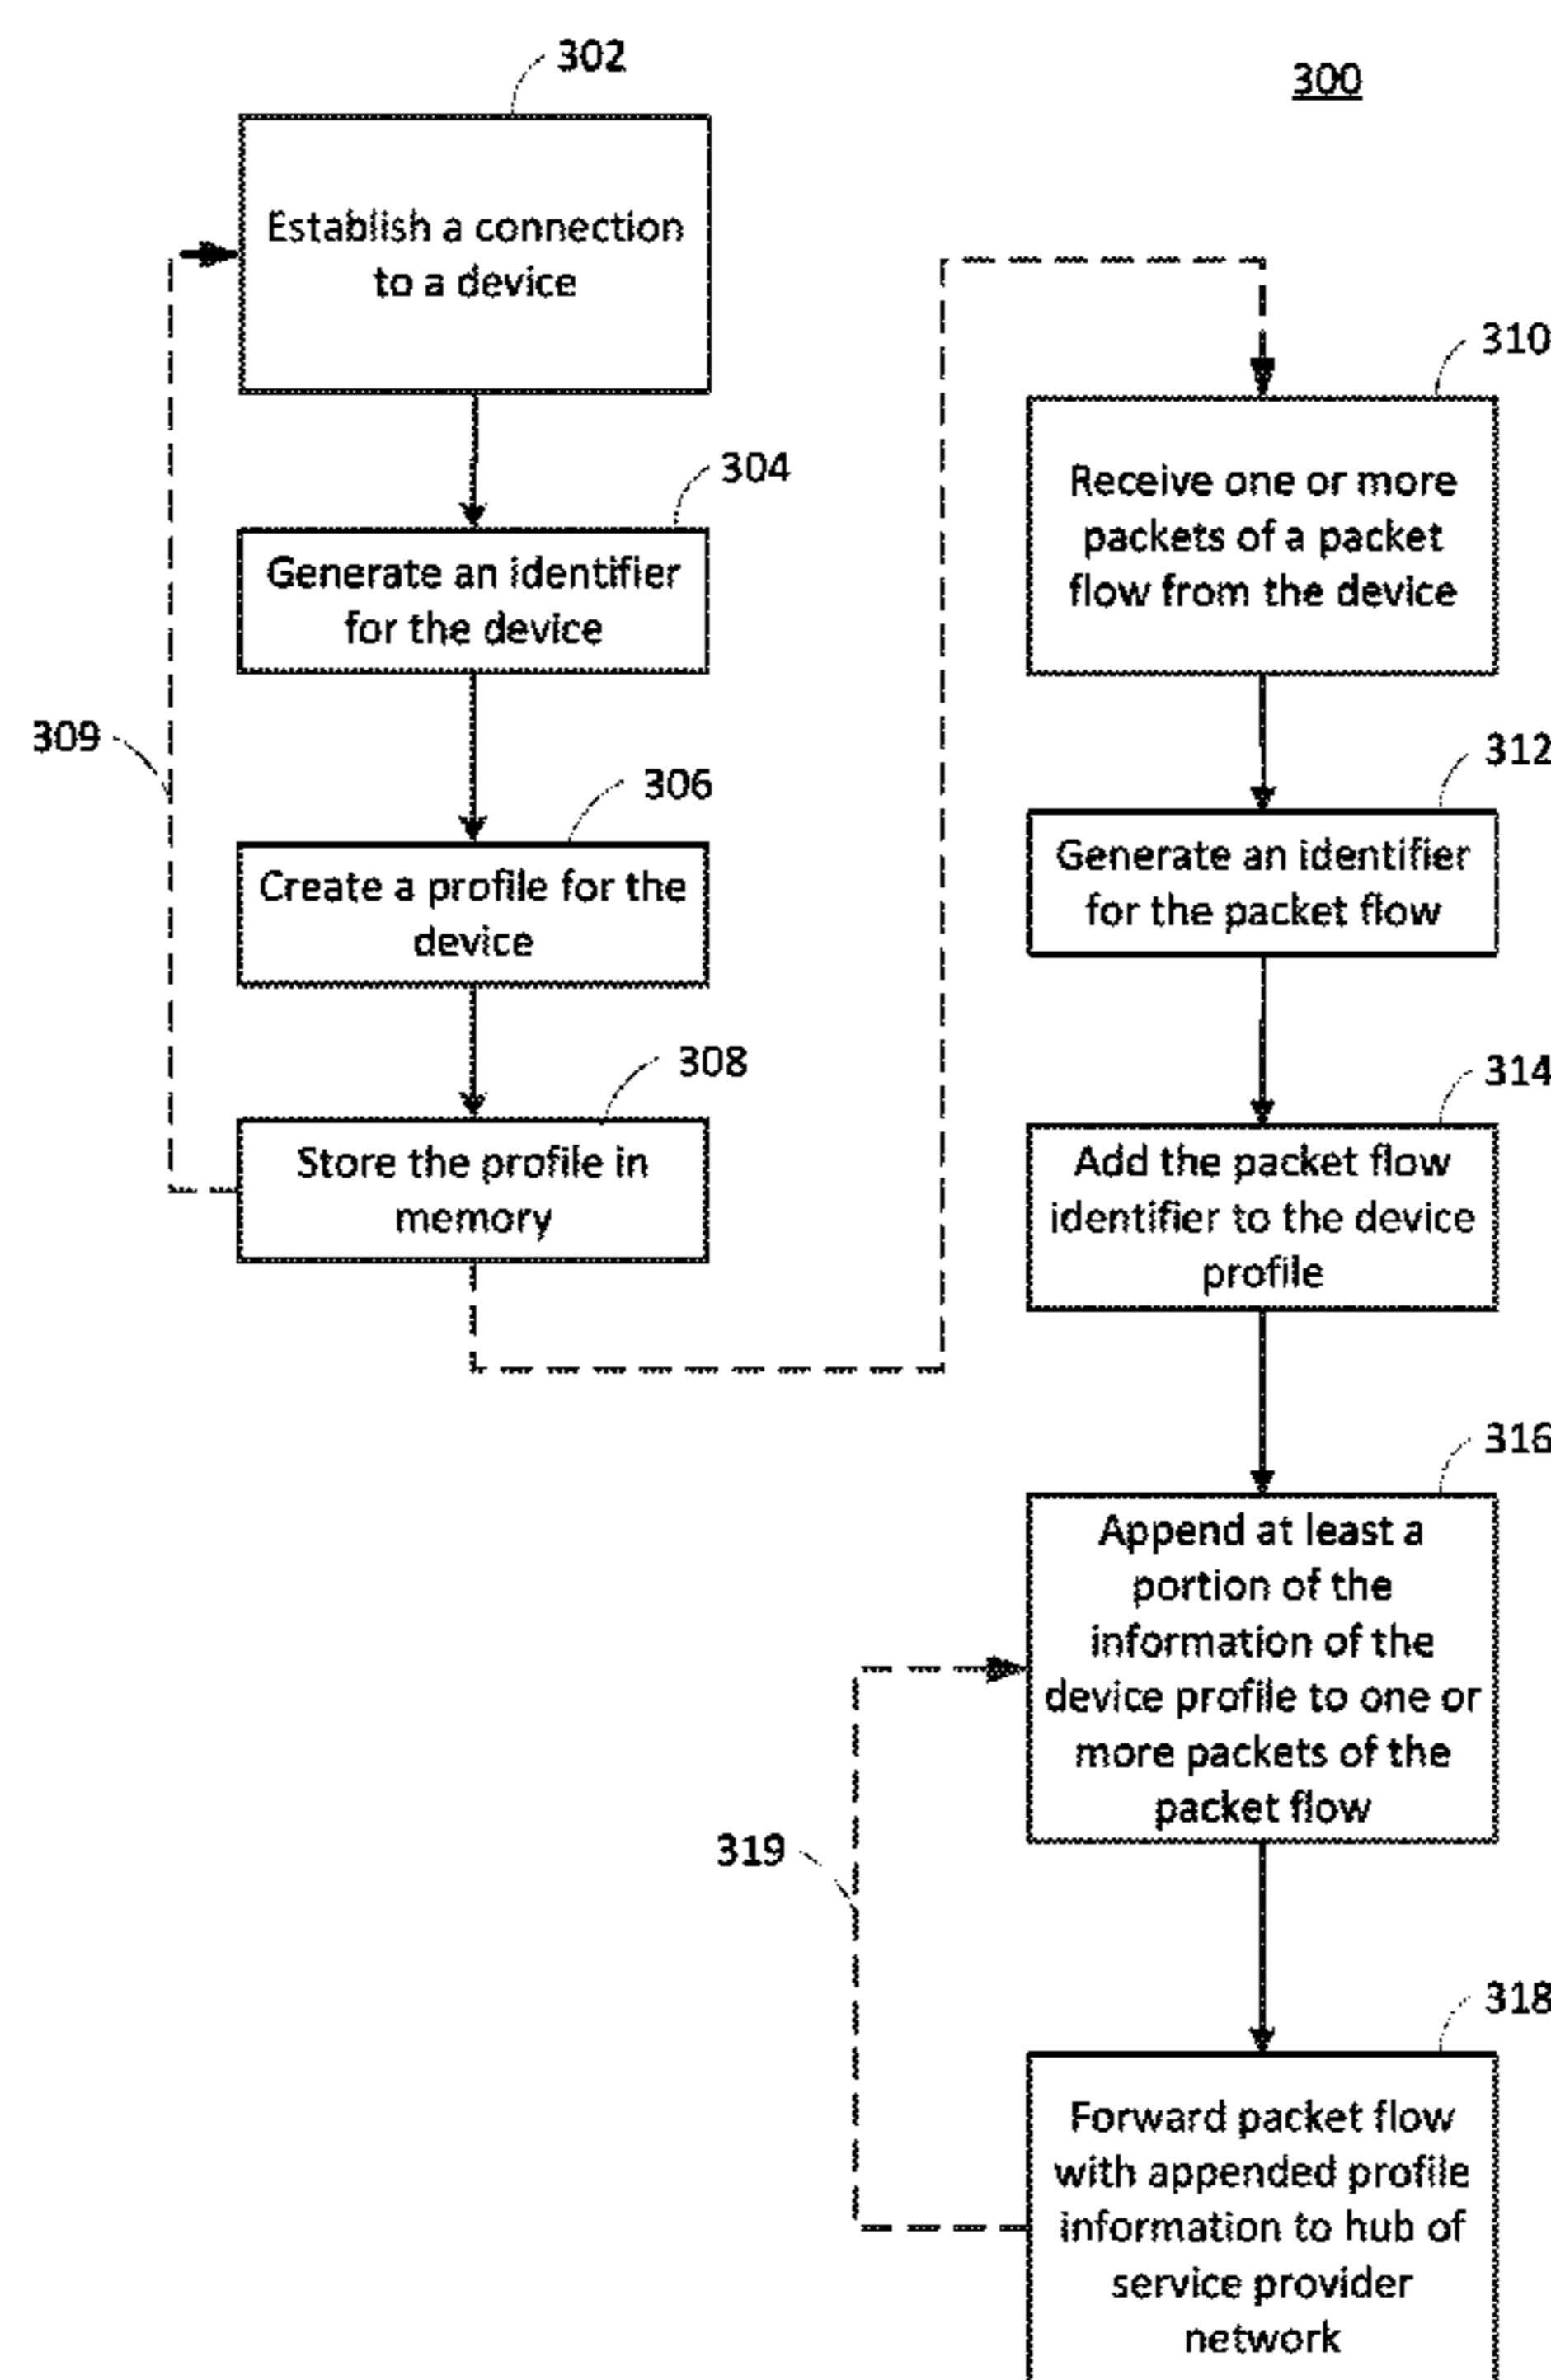 302
300
Establish a connection
to a device
304
Generate an identifier
for the device
309
306
Create a profile for the
device
308
Store the profile in
memory
310
Receive one or more
packets of a packet
flow from the device
312
Generate an identifier
for the packet flow
314
Add the packet flow
identifier to the device
profile
316
Append at least a
portion of the
information of the
device profile to one or
more packets of the
packet flow
319
318
Forward packet flow
with appended profile
information to hub of
service provider
network